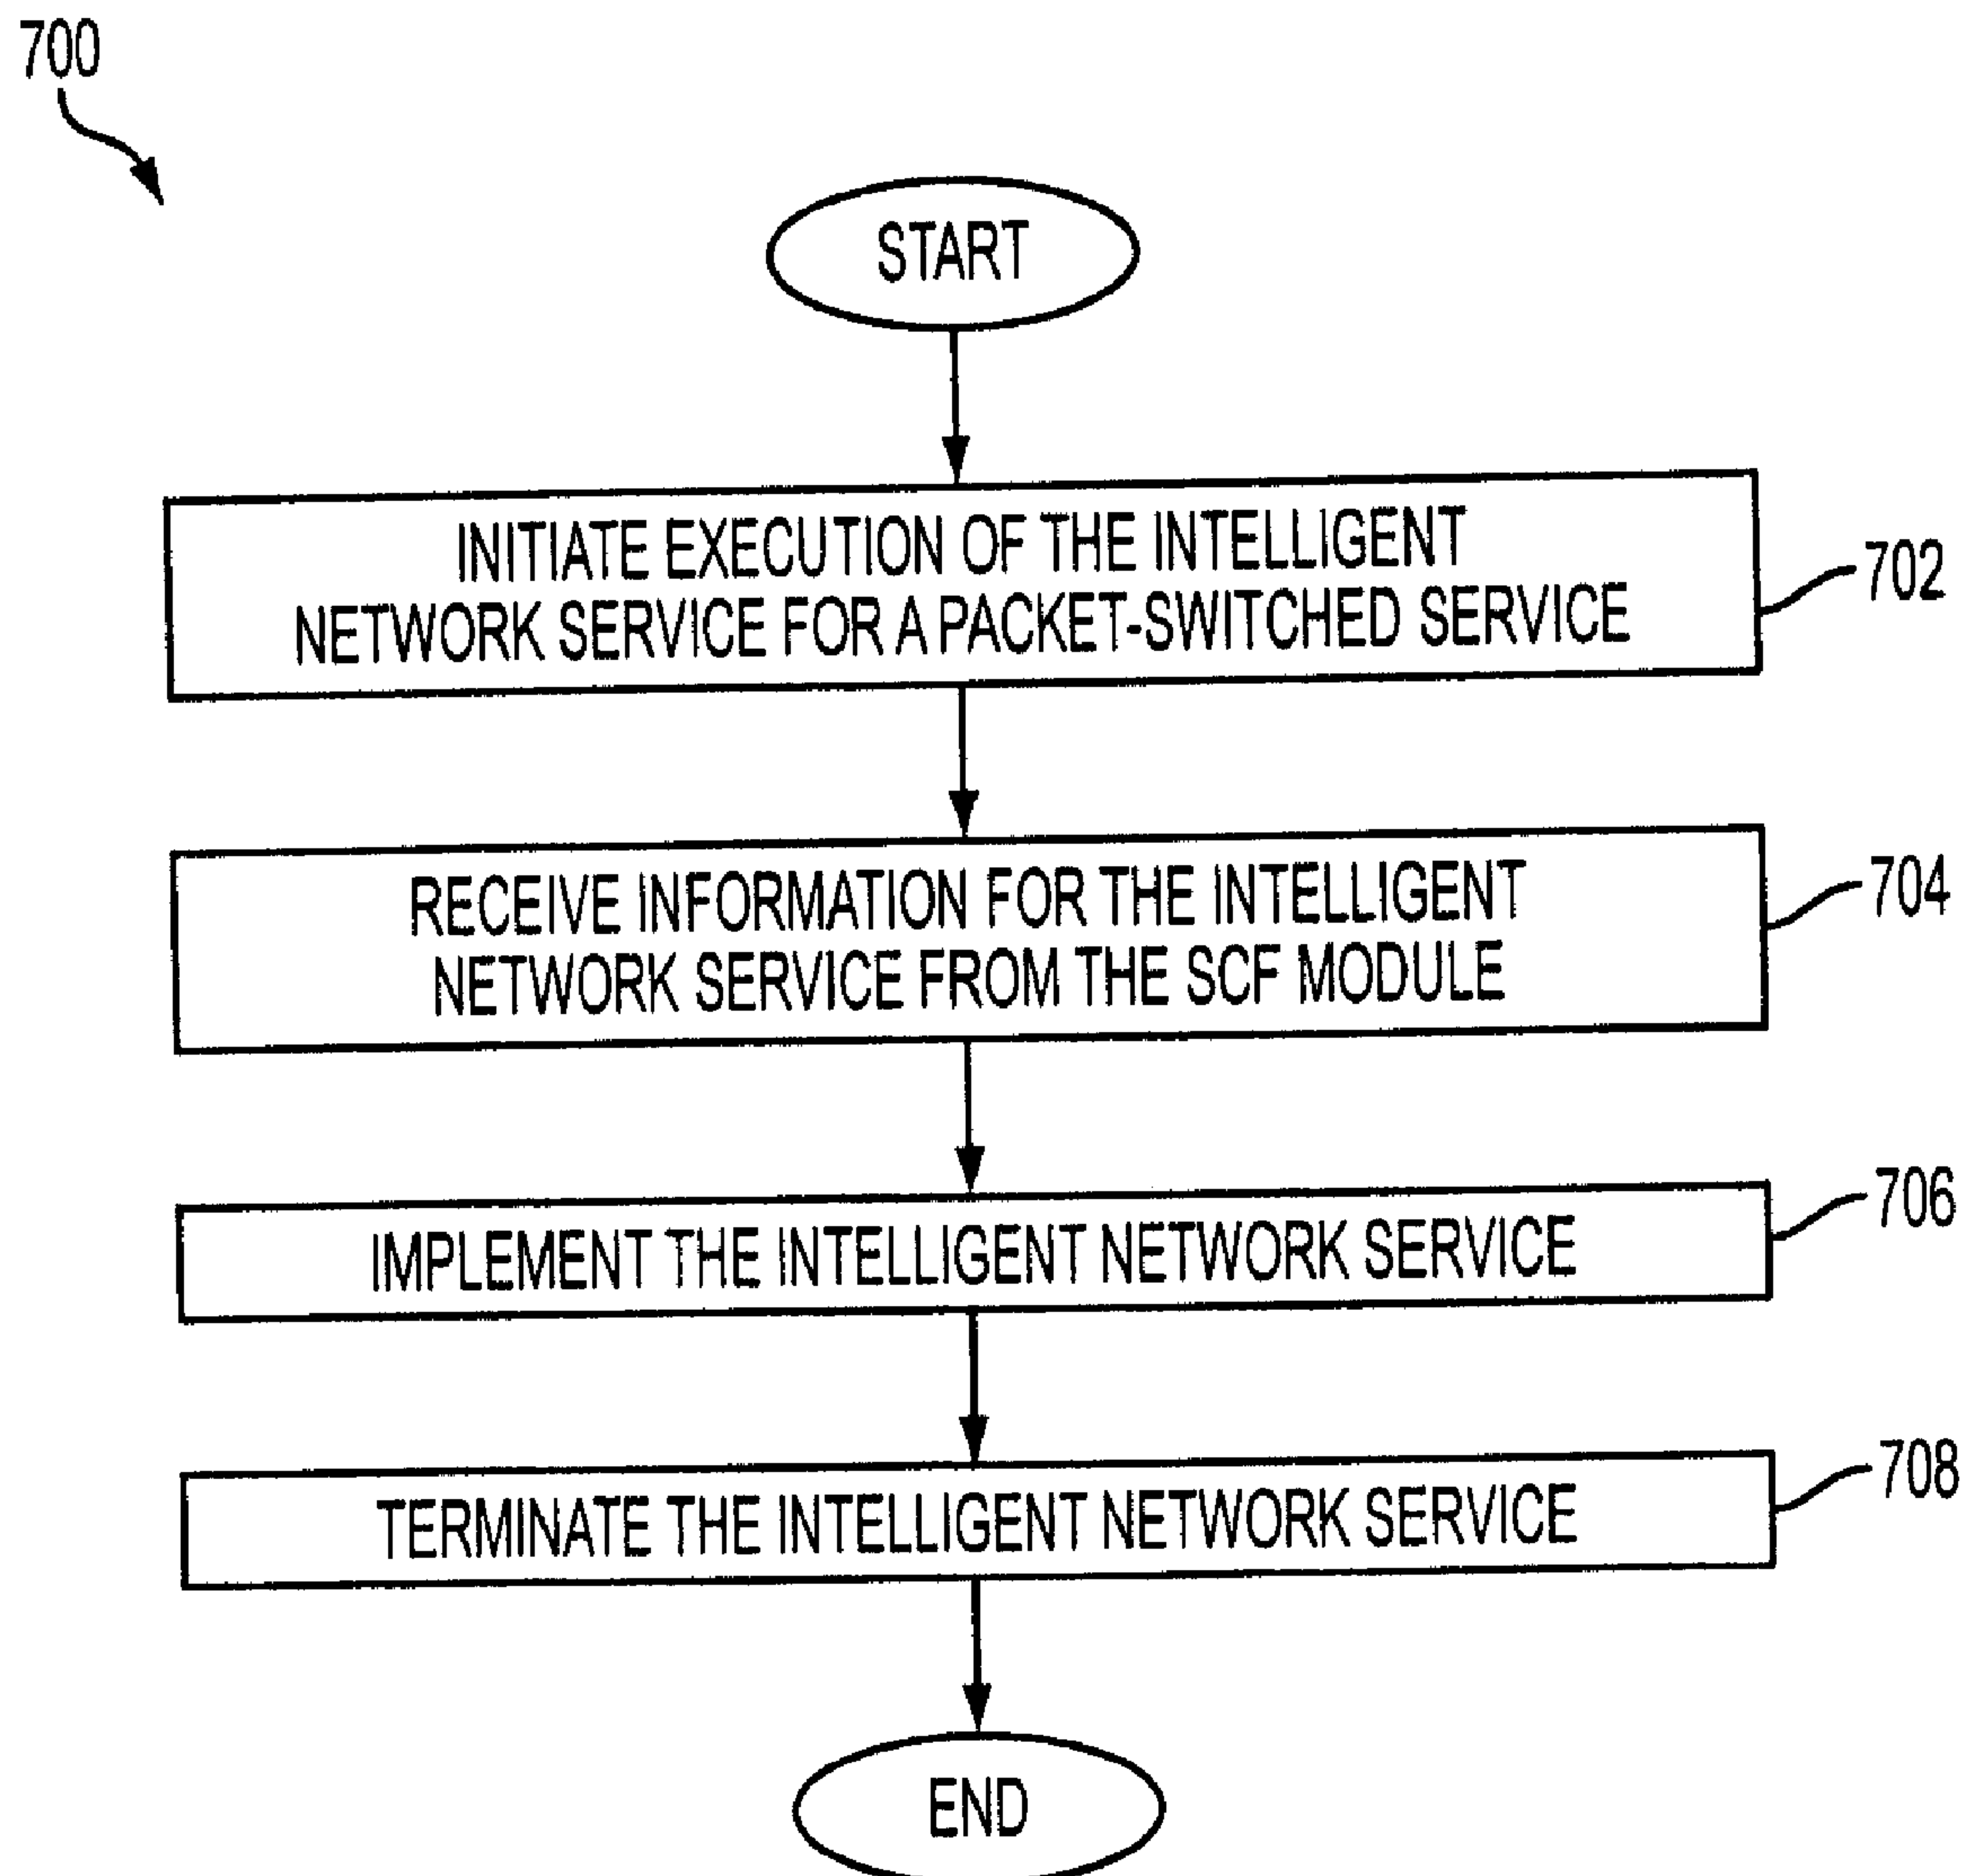 700
START
INITIATE EXECUTION OF THE INTELLIGENT
NETWORK SERVICE FOR A PACKET-SWITCHED SERVICE
702
RECEIVE INFORMATION FOR THE INTELLIGENT
NETWORK SERVICE FROM THE SCF MODULE
704
IMPLEMENT THE INTELLIGENT NETWORK SERVICE
706
TERMINATE THE INTELLIGENT NETWORK SERVICE
708
END